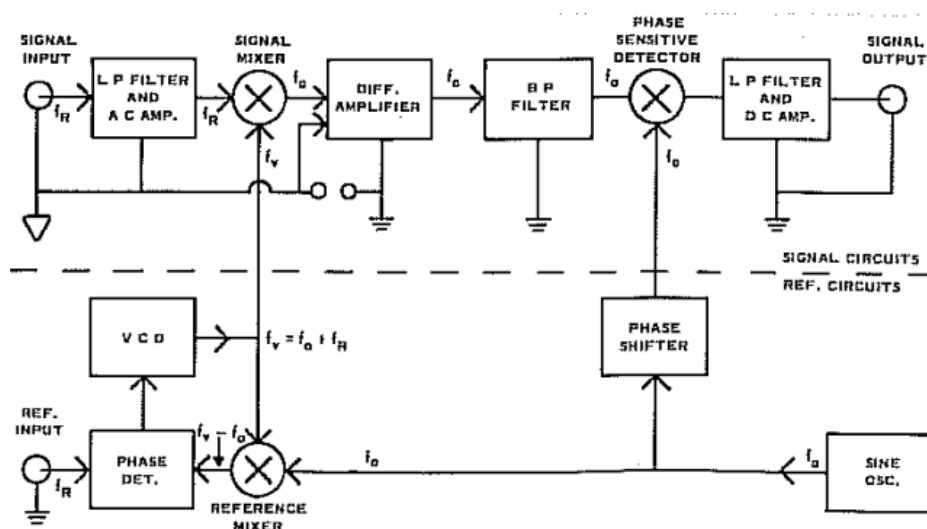 SIGNAL
INPUT
SIGNAL
MIXER
PHASE
SENSITIVE
DETECTOR
SIGNAL
OUTPUT
L P FILTER
AND
A C AMP.
DIFF.
AMPLIFIER
B P
FILTER
L P FILTER
AND
D C AMP.
fR
fR
fo
fo
fo
fv
fo
SIGNAL CIRCUITS
REF. CIRCUITS
V C O
fv = fo + fR
PHASE
SHIFTER
REF.
INPUT
fR
PHASE
DET.
fv - fo
REFERENCE
MIXER
fo
fo
SINE
OSC.